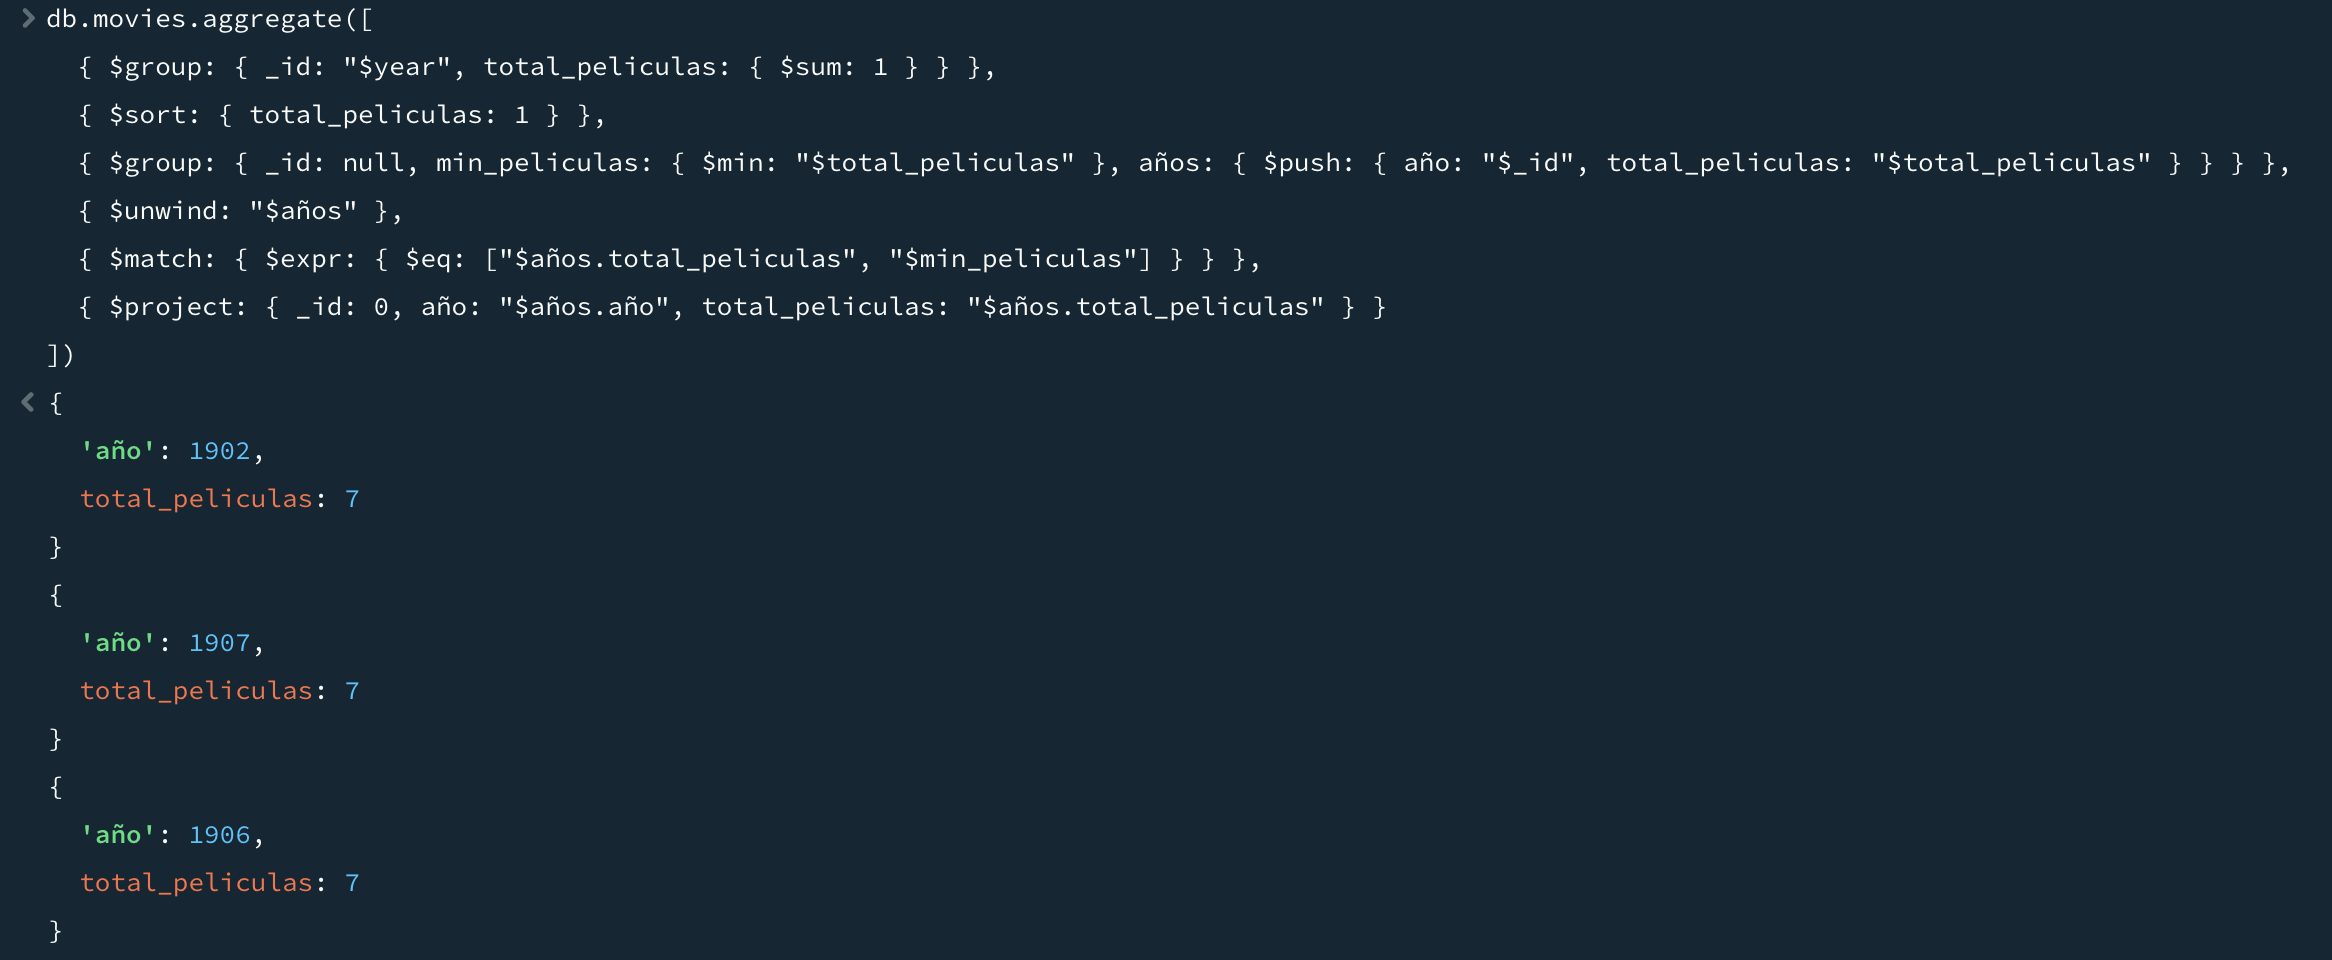 db.movies.aggregate([
{ $group: { _id: "$year", total_peliculas: { $sum: 1 } } },
{ $sort: { total_peliculas: 1 } },
{ $group: { _id: null, min_peliculas: { $min: "$total_peliculas" }, años: { $push: { año: "$_id", total_peliculas: "$total_peliculas" } } } },
{ $unwind: "$años" },
{ $match: { $expr: { $eq: ["$años.total_peliculas", "$min_peliculas"] } } },
{ $project: { _id: 0, año: "$años.año", total_peliculas: "$años.total_peliculas" } }
])
{
'año': 1902,
total_peliculas: 7
}
{
'año': 1907,
total_peliculas: 7
}
{
'año': 1906,
total_peliculas: 7
}